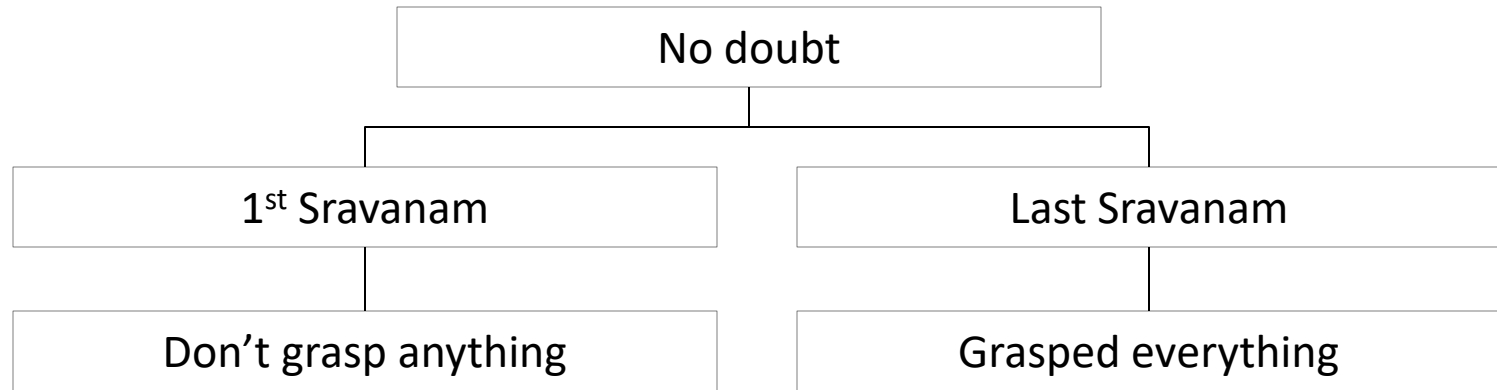 No doubt
1st Sravanam
Last Sravanam
Don’t grasp anything
Grasped everything